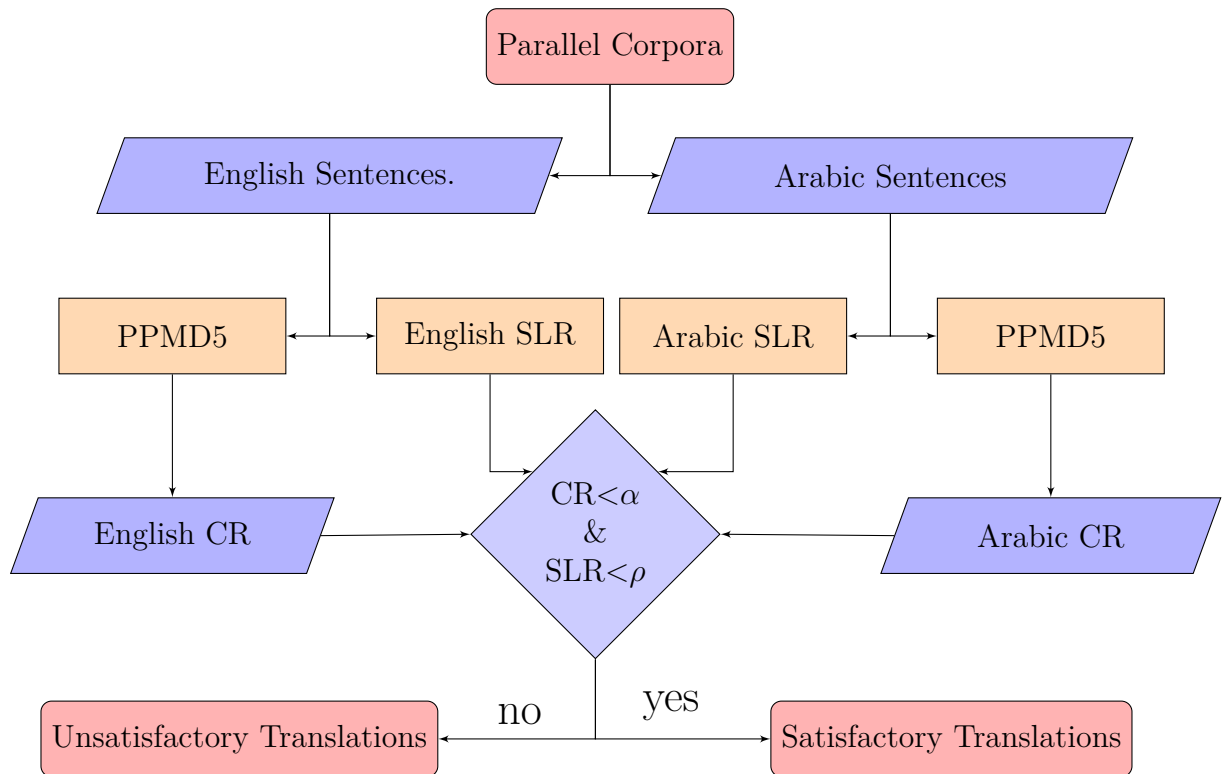 Parallel Corpora
English Sentences.
Arabic Sentences
PPMD5
English SLR
Arabic SLR
PPMD5
CR<α
&
SLR<ρ
English CR
Arabic CR
no
yes
Unsatisfactory Translations
Satisfactory Translations